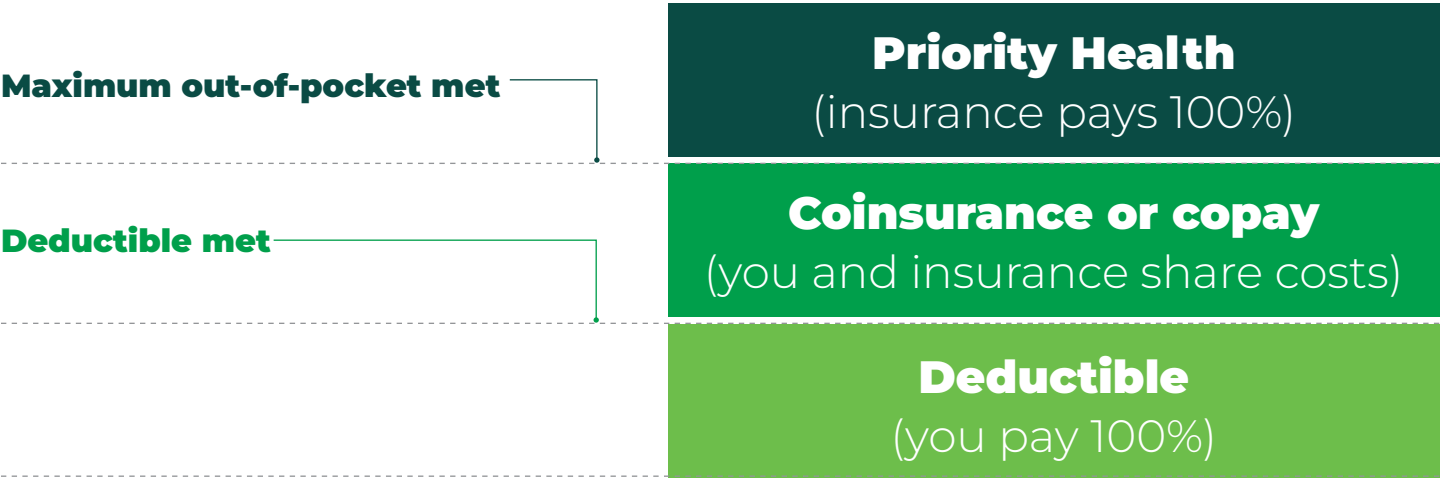 Maximum out-of-pocket met
Priority Health
(insurance pays 100%)
Deductible met
Coinsurance or copay
(you and insurance share costs)
Deductible
(you pay 100%)